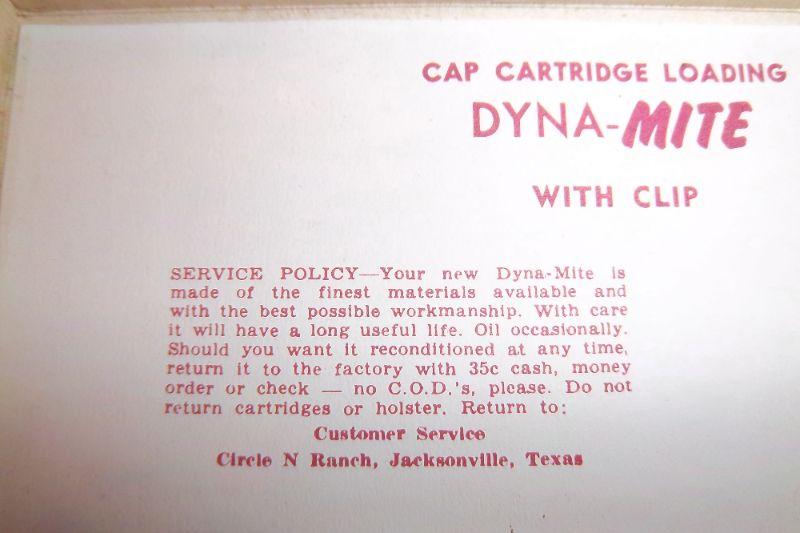 CAP CARTRIDGE LOADING
DYNA-MITE
WITH CLIP
SERVICE POLICY—Your new Dyna-Mite is
made of the finest materials available and
with the best possible workmanship. With care
it will have a long useful life. Oil occasionally.
Should you want it reconditioned at any time,
return it to the factory with 35c cash, money
order or check — no C.O.D.'s, please. Do not
return cartridges or holster. Return to:
Customer Service
Circle N Ranch, Jacksonville, Texas